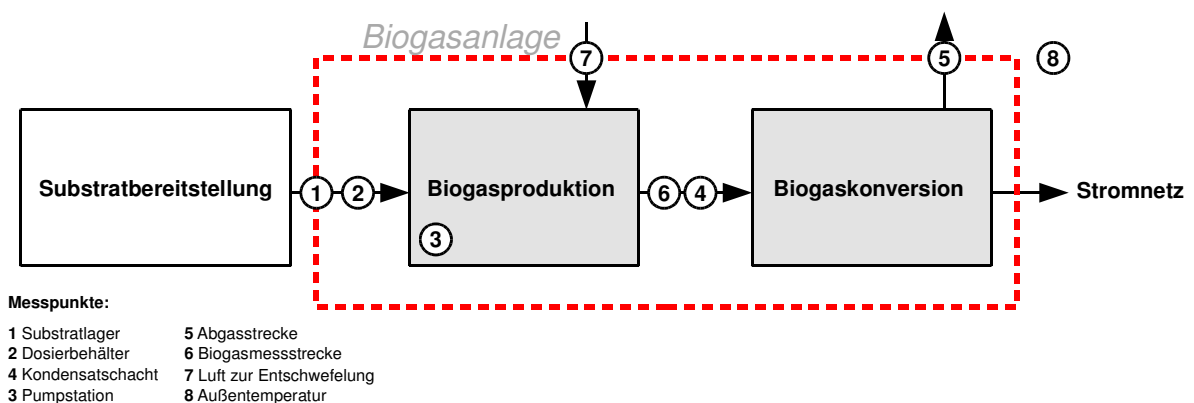 Biogasanlage
7
5
8
Substratbereitstellung
1
2
Biogasproduktion
3
6
4
Biogaskonversion
Stromnetz
Messpunkte:
1 Substratlager
2 Dosierbehälter
4 Kondensatschacht
3 Pumpstation
5 Abgasstrecke
6 Biogasmessstrecke
7 Luft zur Entschwefelung
8 Außentemperatur